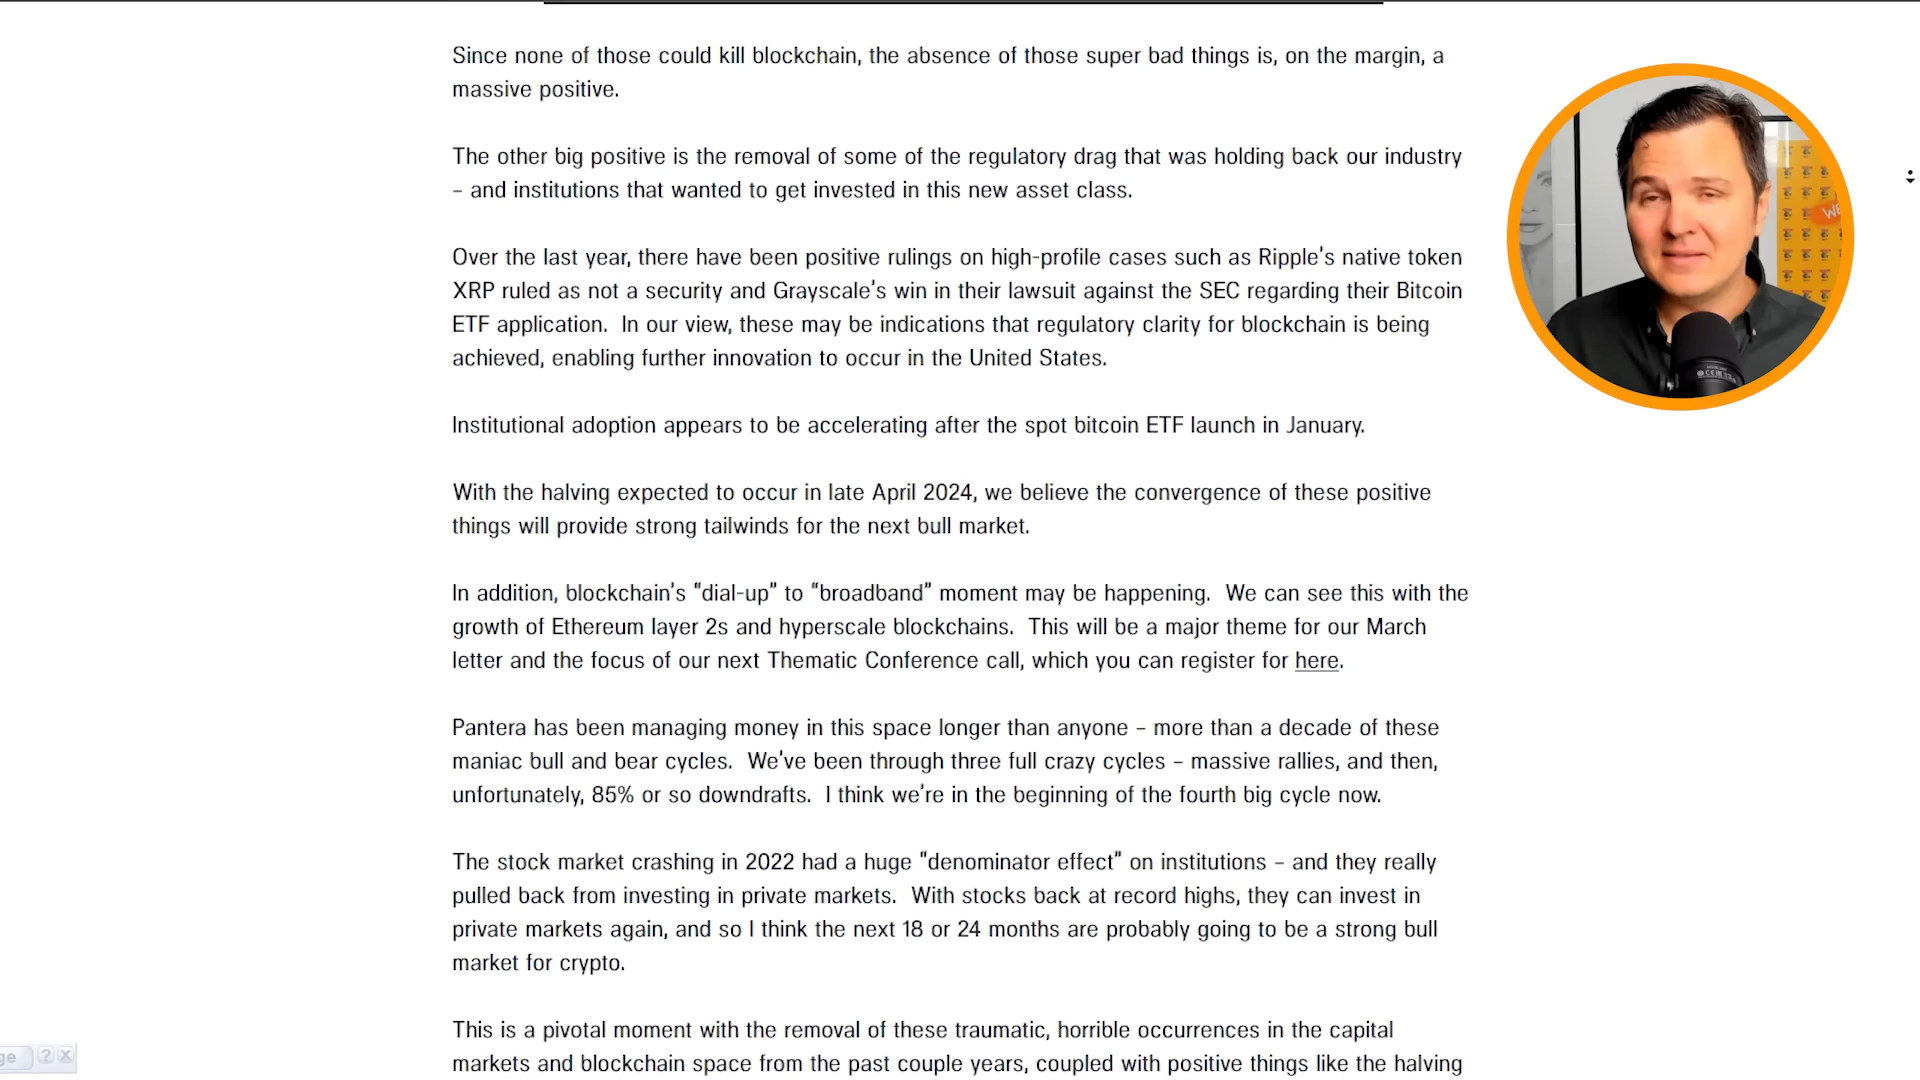 Since none of those could kill blockchain, the absence of those super bad things is, on the margin, a
massive positive.
The other big positive is the removal of some of the regulatory drag that was holding back our industry
– and institutions that wanted to get invested in this new asset class.
Over the last year, there have been positive rulings on high-profile cases such as Ripple's native token
XRP ruled as not a security and Grayscale's win in their lawsuit against the SEC regarding their Bitcoin
ETF application.  In our view, these may be indications that regulatory clarity for blockchain is being
achieved, enabling further innovation to occur in the United States.
Institutional adoption appears to be accelerating after the spot bitcoin ETF launch in January.
With the halving expected to occur in late April 2024, we believe the convergence of these positive
things will provide strong tailwinds for the next bull market.
In addition, blockchain's “dial-up” to “broadband” moment may be happening.  We can see this with the
growth of Ethereum layer 2s and hyperscale blockchains.  This will be a major theme for our March
letter and the focus of our next Thematic Conference call, which you can register for here.
Pantera has been managing money in this space longer than anyone – more than a decade of these
maniac bull and bear cycles.  We've been through three full crazy cycles – massive rallies, and then,
unfortunately, 85% or so downdrafts.  I think we're in the beginning of the fourth big cycle now.
The stock market crashing in 2022 had a huge “denominator effect” on institutions – and they really
pulled back from investing in private markets.  With stocks back at record highs, they can invest in
private markets again, and so I think the next 18 or 24 months are probably going to be a strong bull
market for crypto.
This is a pivotal moment with the removal of these traumatic, horrible occurrences in the capital
markets and blockchain space from the past couple years, coupled with positive things like the halving
WE
ge ? X